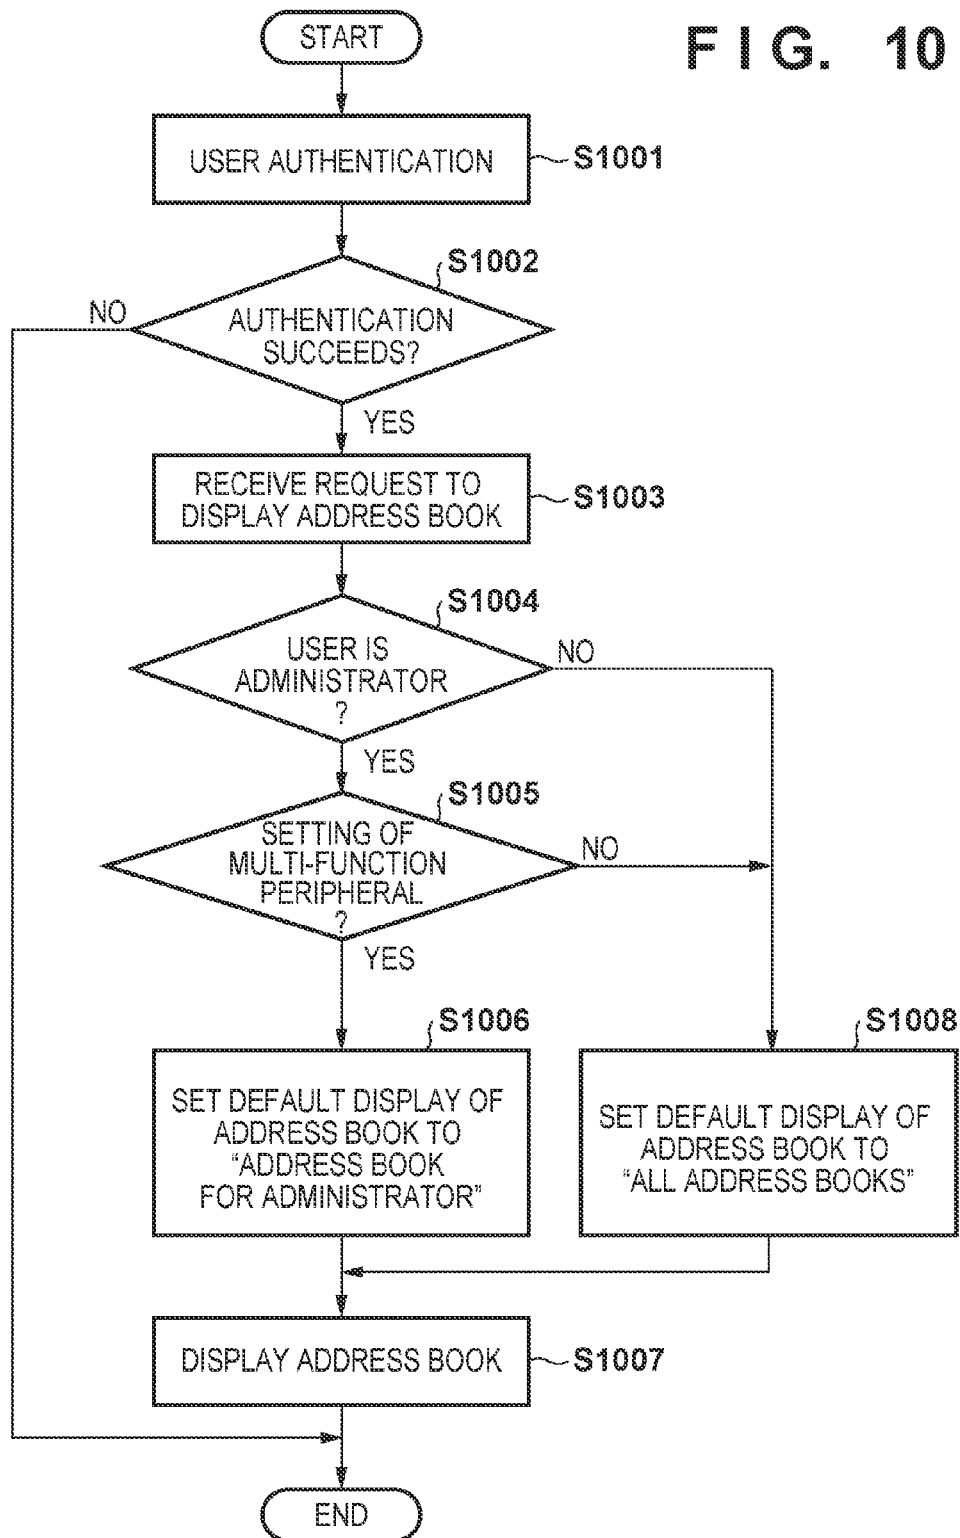 FIG. 10
START
USER AUTHENTICATION
S1001
S1002
NO
AUTHENTICATION
SUCCEEDS?
YES
RECEIVE REQUEST TO
DISPLAY ADDRESS BOOK
S1003
S1004
USER IS
ADMINISTRATOR
?
NO
YES
S1005
SETTING OF
MULTI-FUNCTION
PERIPHERAL
?
NO
YES
S1006
SET DEFAULT DISPLAY OF
ADDRESS BOOK TO
“ADDRESS BOOK
FOR ADMINISTRATOR”
S1008
SET DEFAULT DISPLAY OF
ADDRESS BOOK TO
“ALL ADDRESS BOOKS”
DISPLAY ADDRESS BOOK
S1007
END